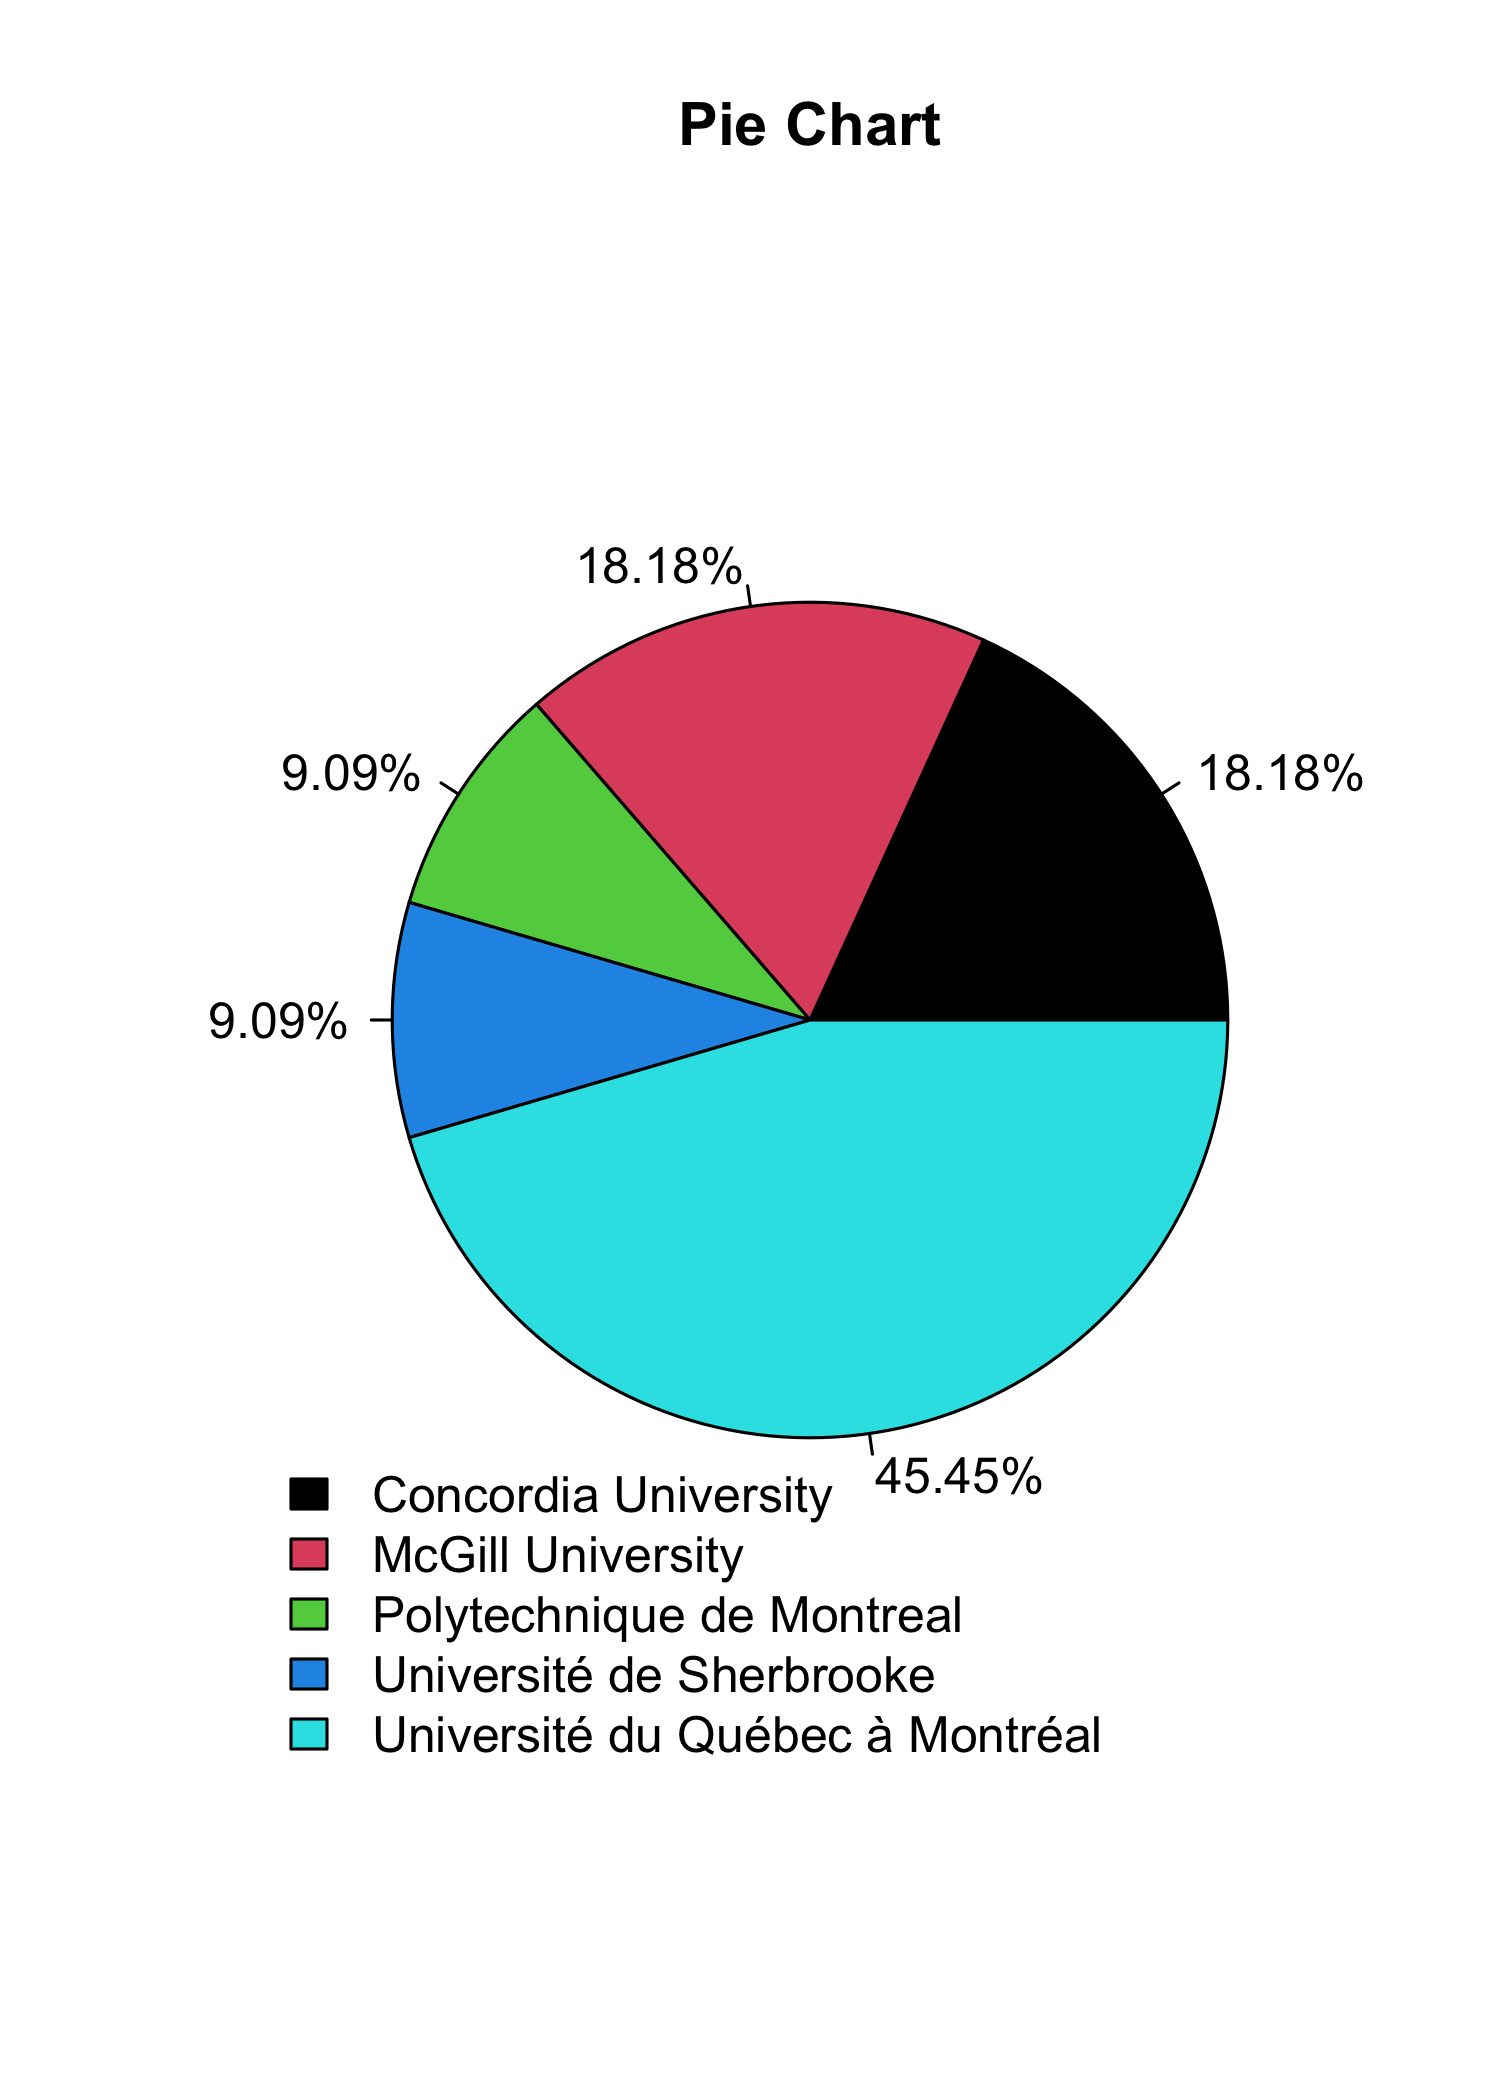 Pie Chart
18.18%
18.18%
9.09%
9.09%
45.45%
Concordia University
McGill University
Polytechnique de Montreal
Université de Sherbrooke
Université du Québec à Montréal